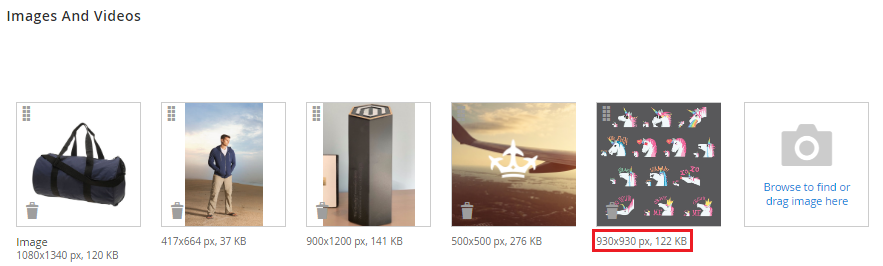 Images And Videos
Image
1080x1340 px, 120 KB
417x664 px, 37 KB
900x1200 px, 141 KB
500x500 px, 276 KB
930x930 px, 122 KB
Browse to find or
drag image here